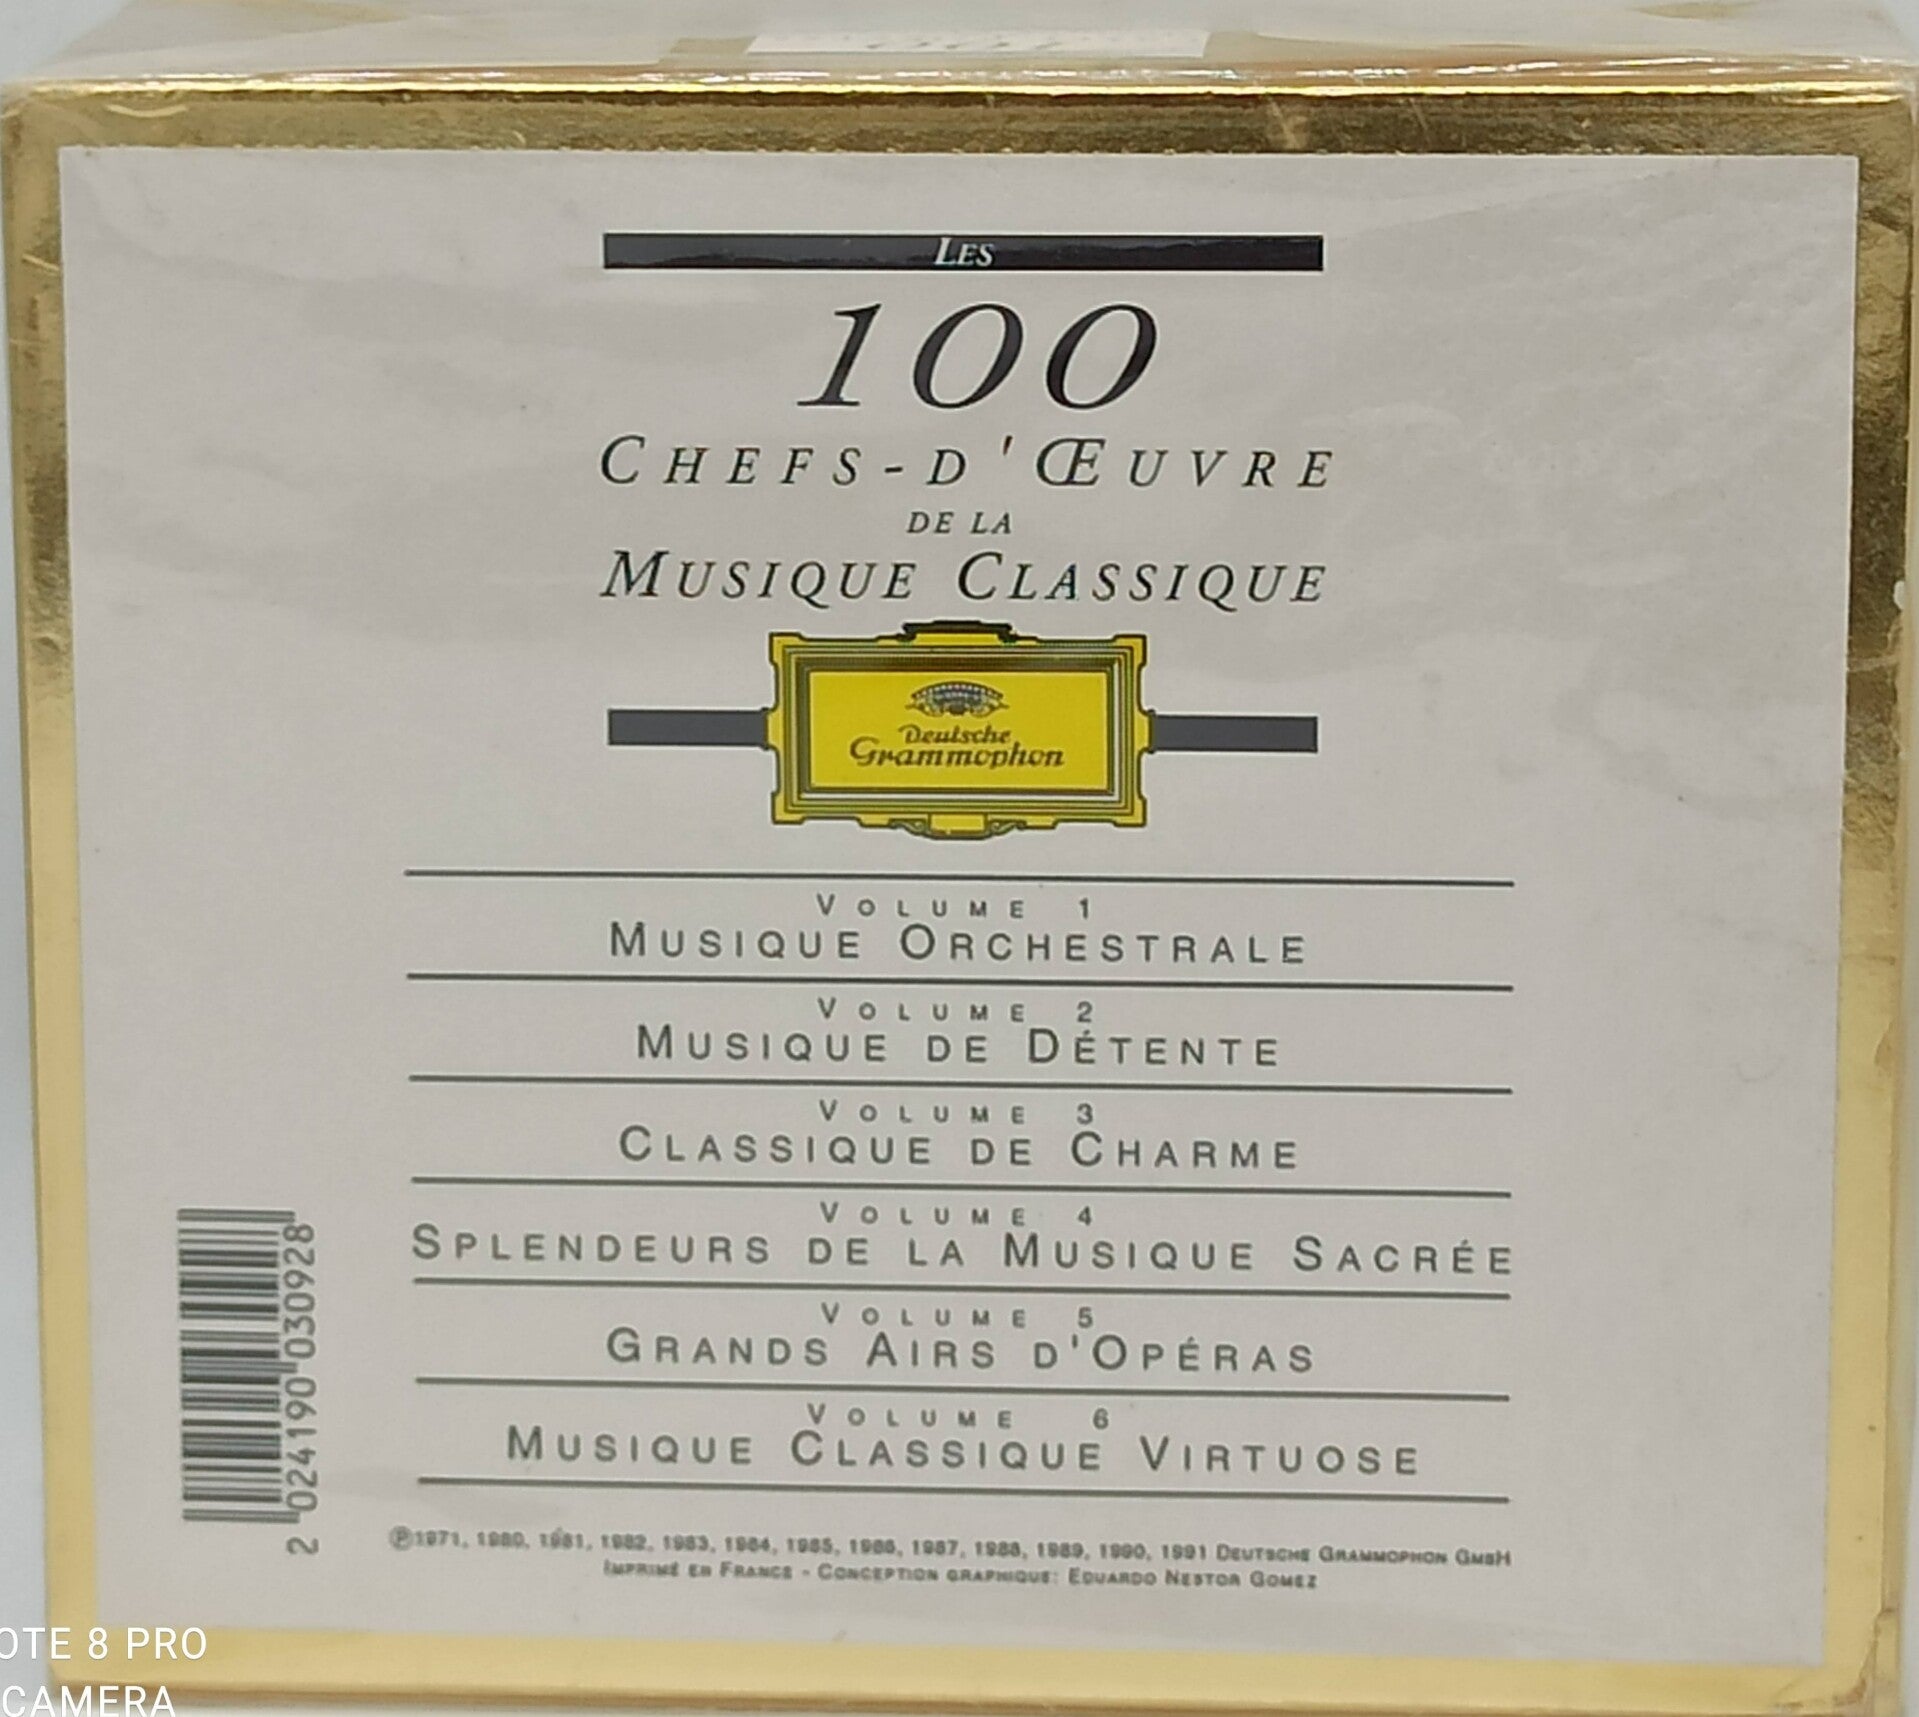 LES
100
CHEFS-D'ŒUVRE
DE LA
MUSIQUE CLASSIQUE
Deutsche
Grammophon
VOLUME 1
MUSIQUE ORCHESTRALE
VOLUME 2
MUSIQUE DE DÉTENTE
VOLUME 3
CLASSIQUE DE CHARME
VOLUME 4
SPLENDEURS DE LA MUSIQUE SACRÉE
VOLUME 5
GRANDS AIRS D'OPÉRAS
VOLUME 6
MUSIQUE CLASSIQUE VIRTUOSE
2 024190 030928
℗1971, 1980, 1981, 1982, 1983, 1984, 1985, 1986, 1987, 1988, 1989, 1990, 1991 DEUTSCHE GRAMMOPHON GMBH
IMPRIMÉ EN FRANCE - CONCEPTION GRAPHIQUE: EDUARDO NESTOR GOMEZ
OTE 8 PRO
CAMERA